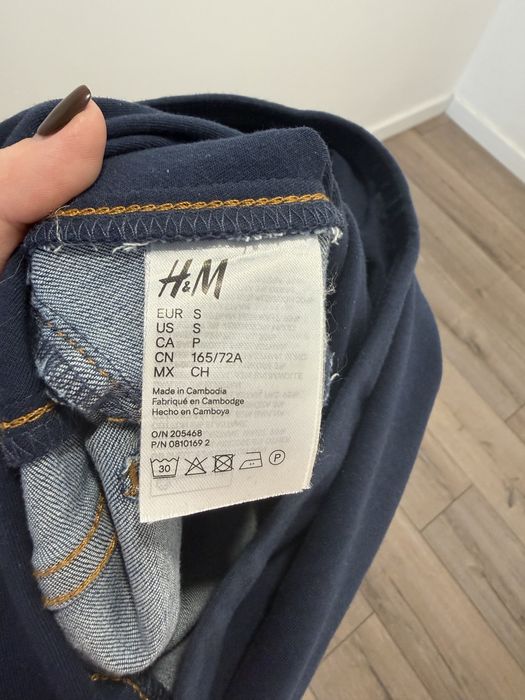 H&M
EUR S
US S
CA P
CN 165/72A
MX CH
Made in Cambodia
Fabriqué en Cambodge
Hecho en Camboya
O/N 205468
P/N 0810169 2
30 P